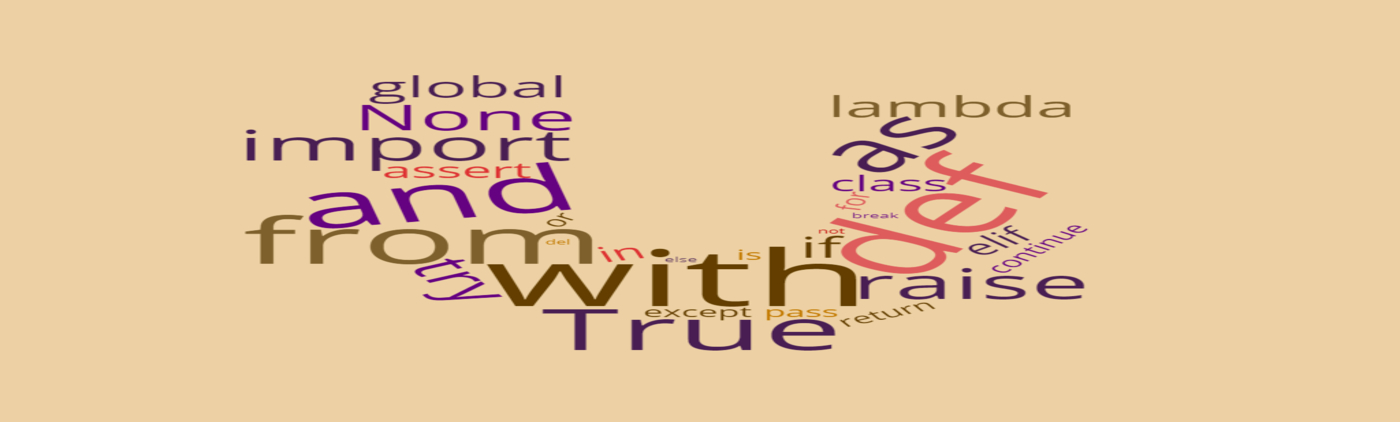 global
lambda
None
as
import
assert
class
and
def
for
break
or
from
del
not
in
else
is
if
elif
continue
try
with
raise
except
pass
return
True